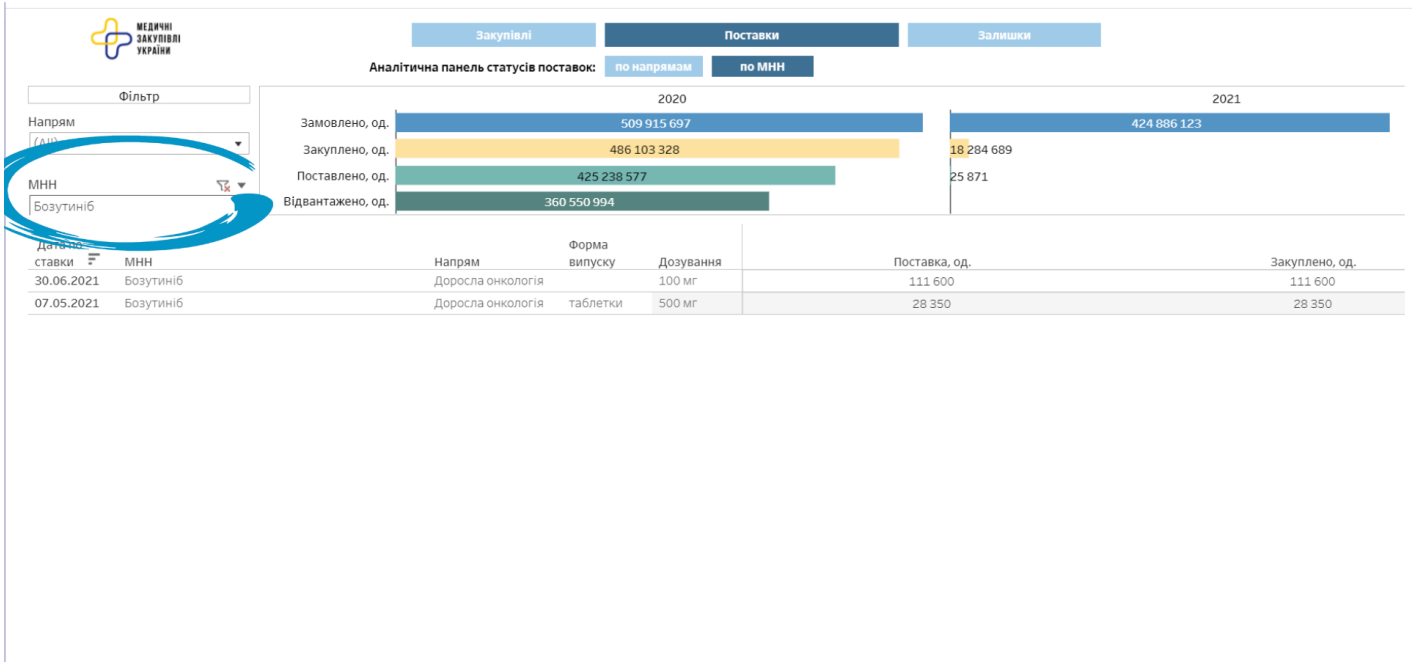 МЕДИЧНІ
ЗАКУПІВЛІ
УКРАЇНИ
Закупівлі
Поставки
Залишки
Аналітична панель статусів поставок:
по напрямам
по МНН
Фільтр
Напрям
(All)
МНН
Бозутиніб
2020
2021
Замовлено, од.
509 915 697
424 886 123
Закуплено, од.
486 103 328
18 284 689
Поставлено, од.
425 238 577
25 871
Відвантажено, од.
360 550 994
Дата по
ставки
МНН
Напрям
Форма
випуску
Дозування
Поставка, од.
Закуплено, од.
30.06.2021 Бозутиніб Доросла онкологія 100 мг 111 600 111 600
07.05.2021 Бозутиніб Доросла онкологія таблетки 500 мг 28 350 28 350